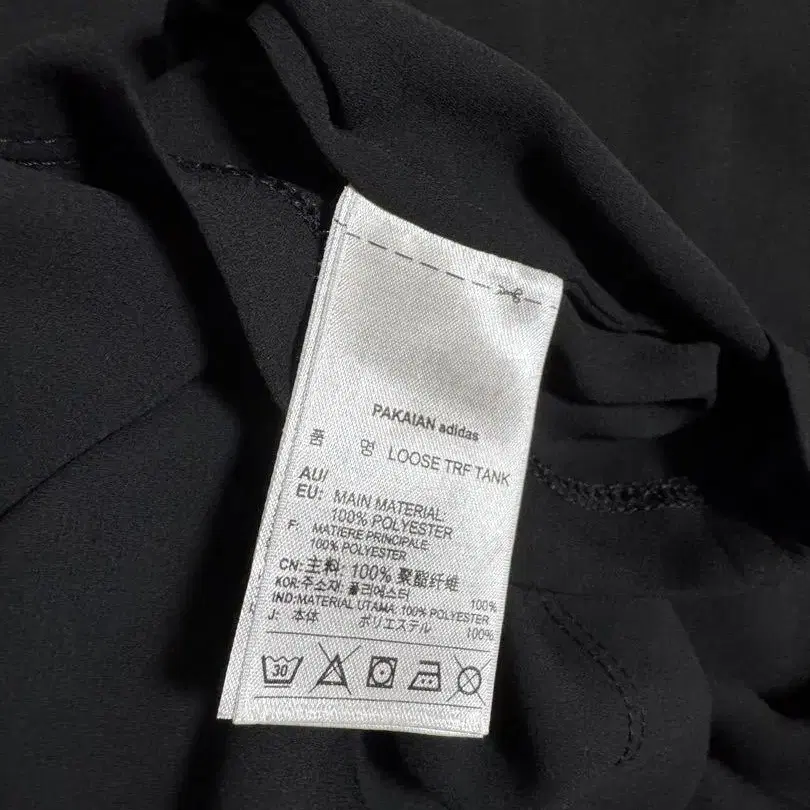 PAKAIAN adidas
품 명 LOOSE TRF TANK
AU/
EU: MAIN MATERIAL:
100% POLYESTER
F: MATIERE PRINCIPALE
100% POLYESTER
CN: 主料 100% 聚酯纤维
KOR: 주소재: 폴리에스터 100%
IND: MATERIAL UTAMA 100% POLYESTER
J: 本体 ポリエステル 100%
30